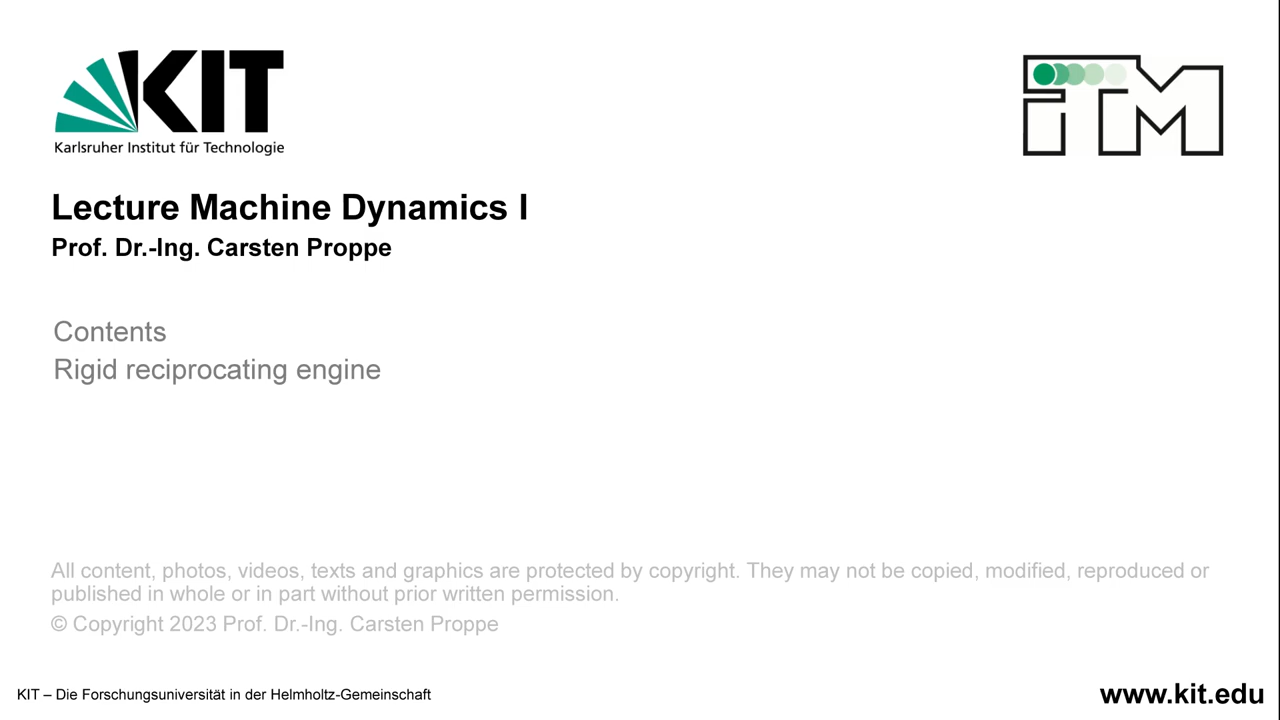 KIT
Karlsruher Institut für Technologie
iTM
Lecture Machine Dynamics I
Prof. Dr.-Ing. Carsten Proppe
Contents
Rigid reciprocating engine
All content, photos, videos, texts and graphics are protected by copyright. They may not be copied, modified, reproduced or
published in whole or in part without prior written permission.
© Copyright 2023 Prof. Dr.-Ing. Carsten Proppe
KIT – Die Forschungsuniversität in der Helmholtz-Gemeinschaft
www.kit.edu